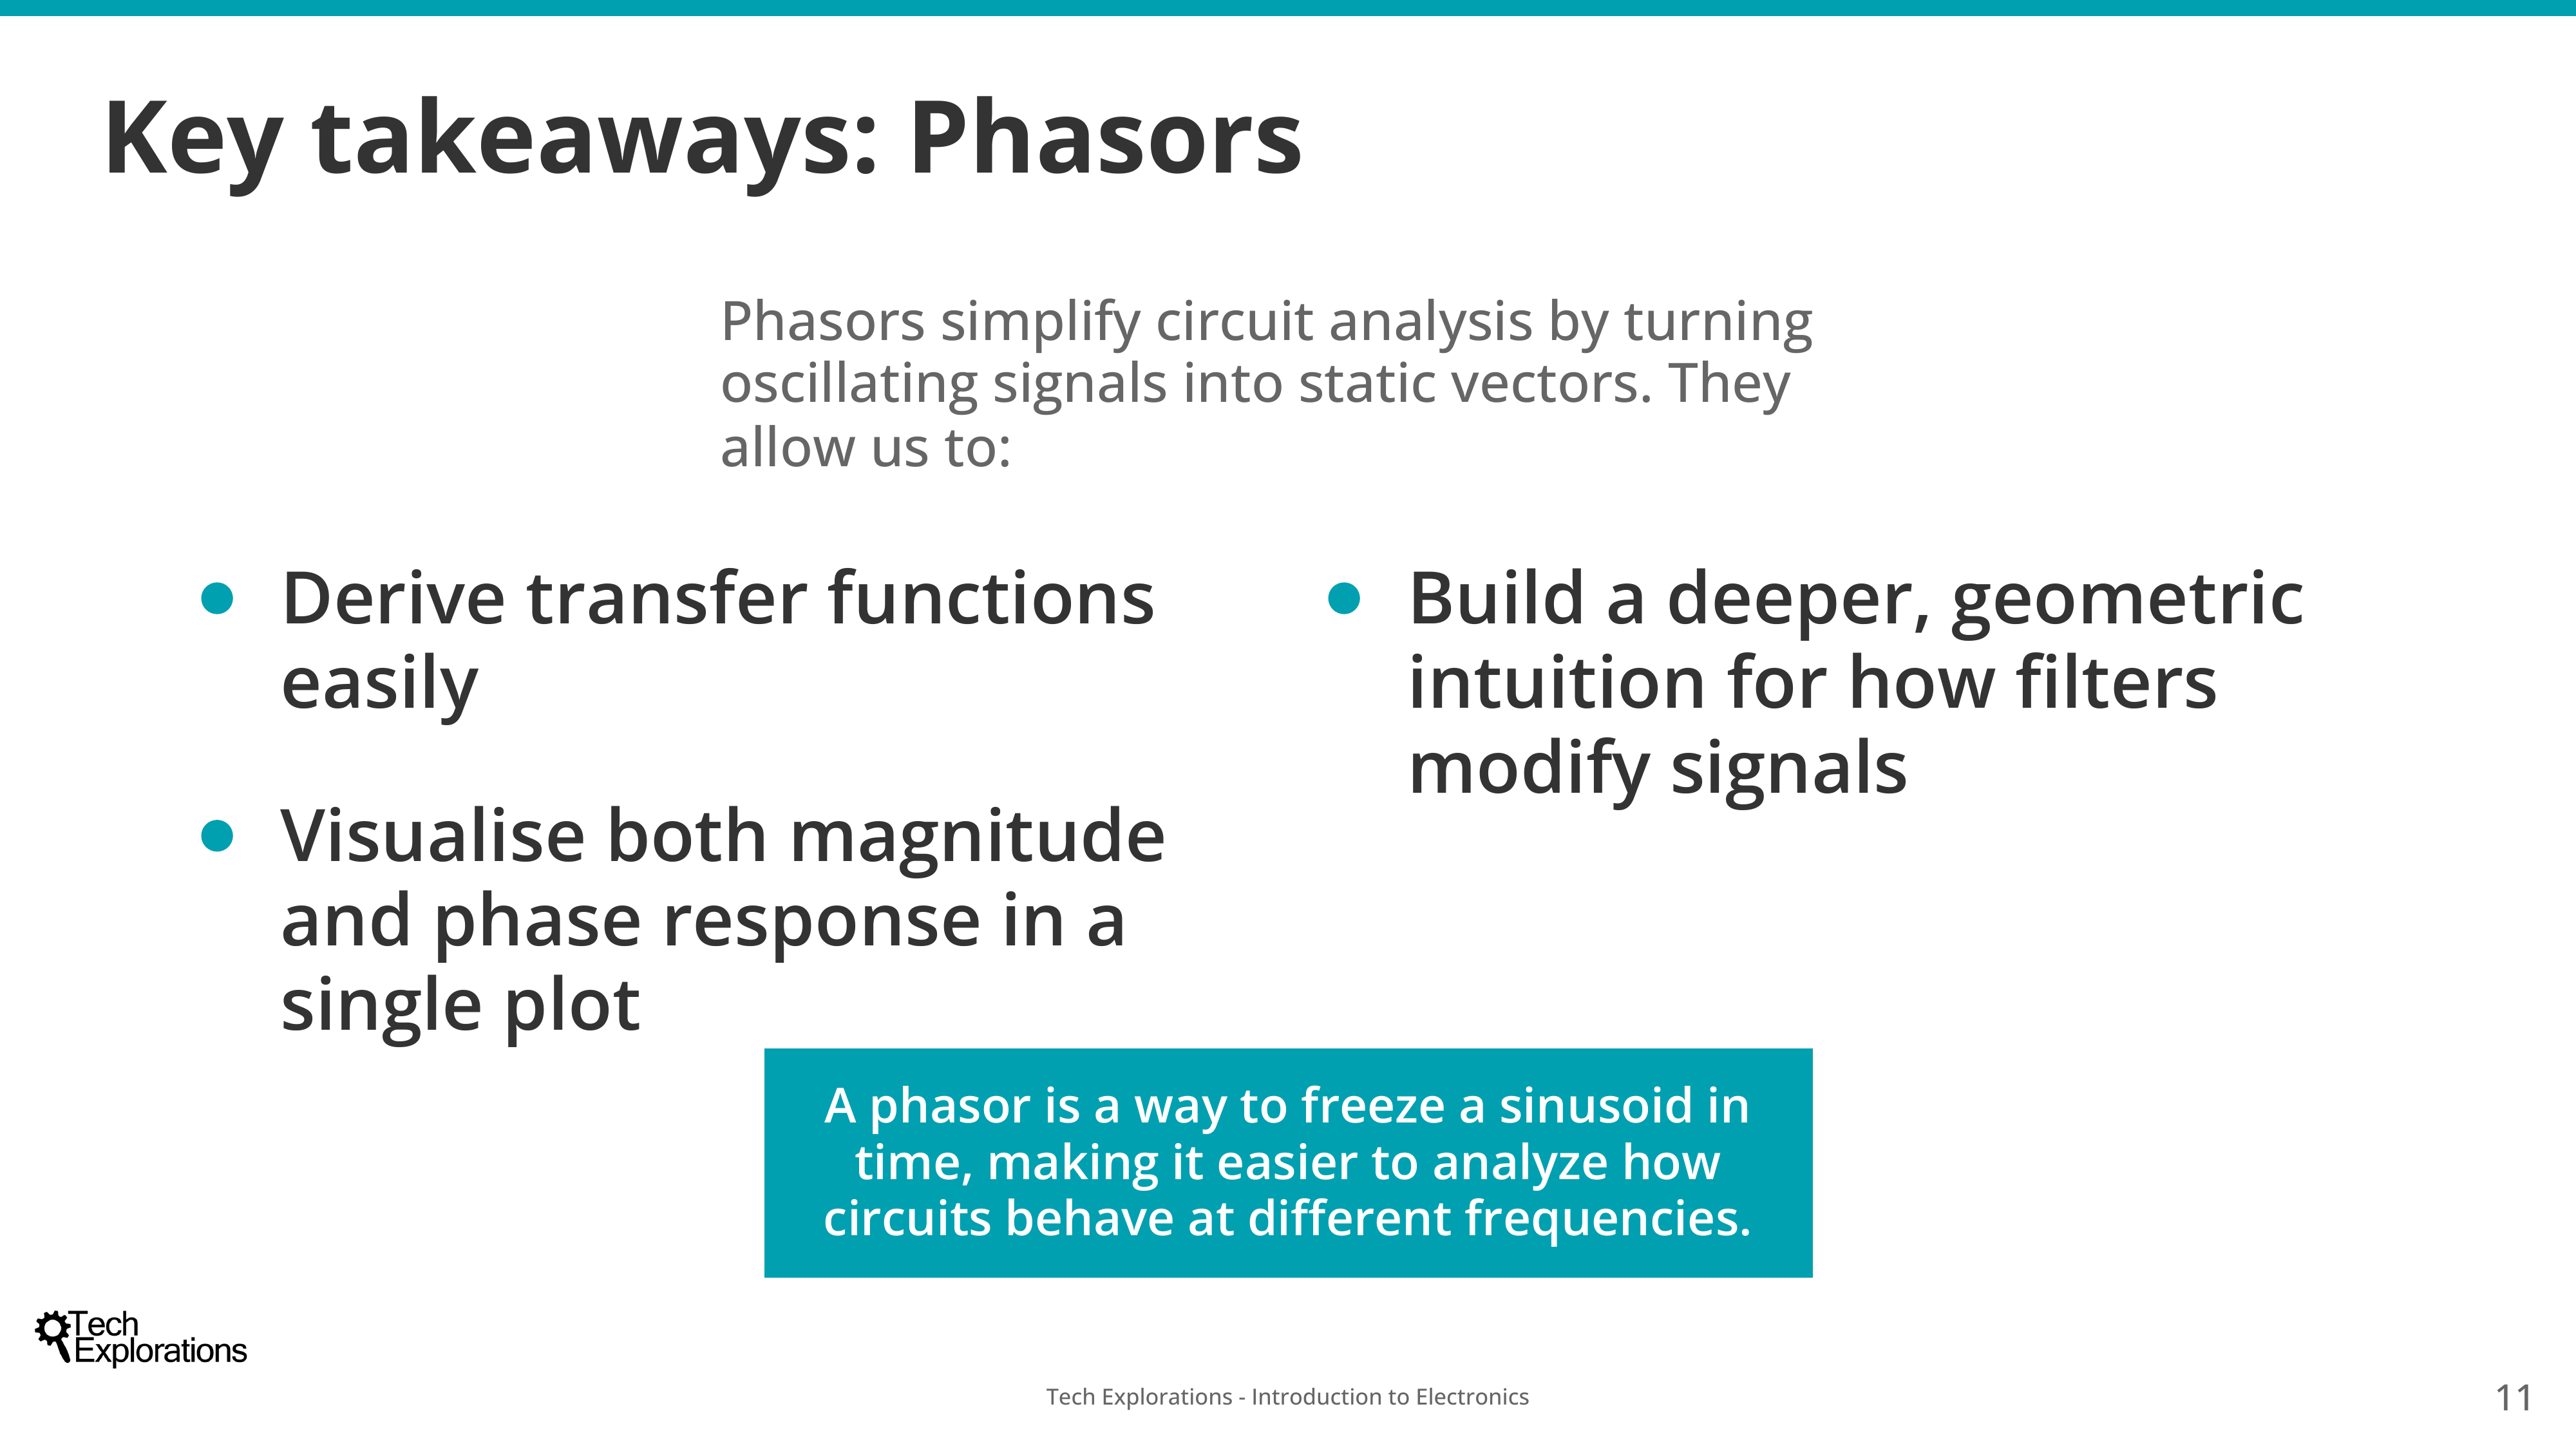 Key takeaways: Phasors
Phasors simplify circuit analysis by turning
oscillating signals into static vectors. They
allow us to:
Derive transfer functions
easily
Visualise both magnitude
and phase response in a
single plot
Build a deeper, geometric
intuition for how filters
modify signals
A phasor is a way to freeze a sinusoid in
time, making it easier to analyze how
circuits behave at different frequencies.
Tech
Explorations
Tech Explorations - Introduction to Electronics
11